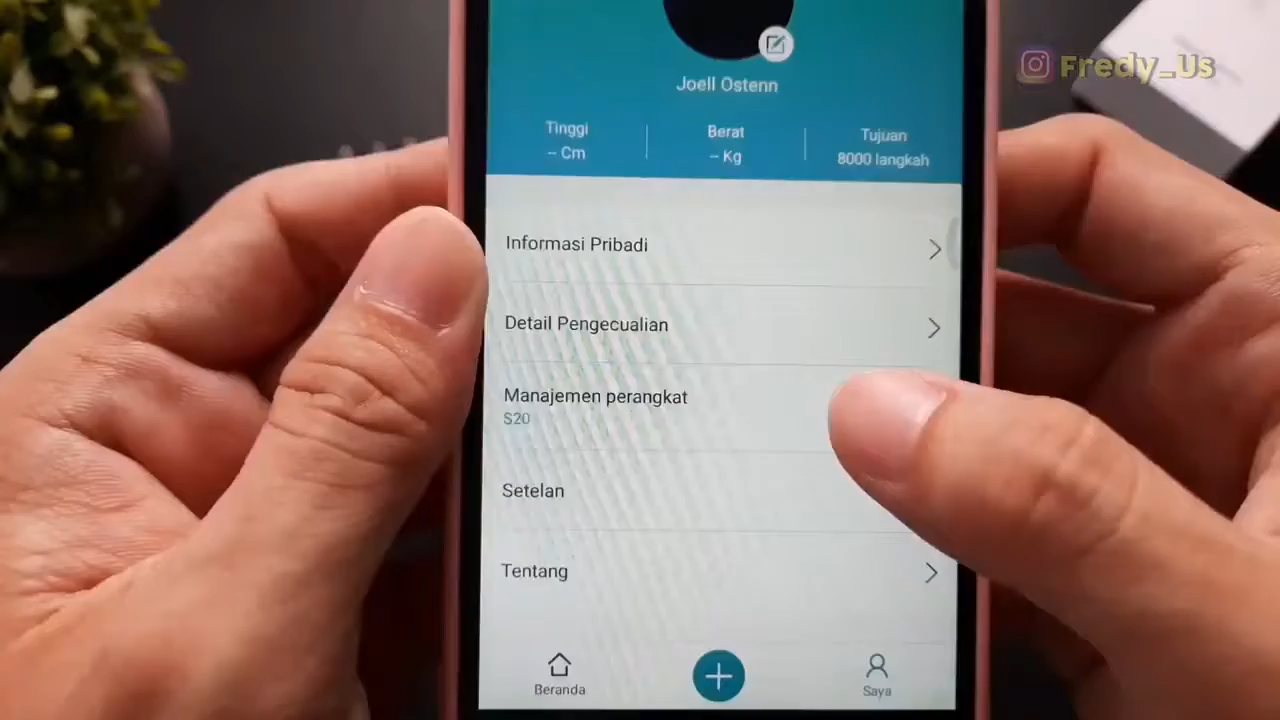 Fredy_Us
Joell Ostenn
Tinggi
-- Cm
Berat
-- Kg
Tujuan
8000 langkah
Informasi Pribadi
Detail Pengecualian
Manajemen perangkat
S20
Setelan
Tentang
Beranda
Saya